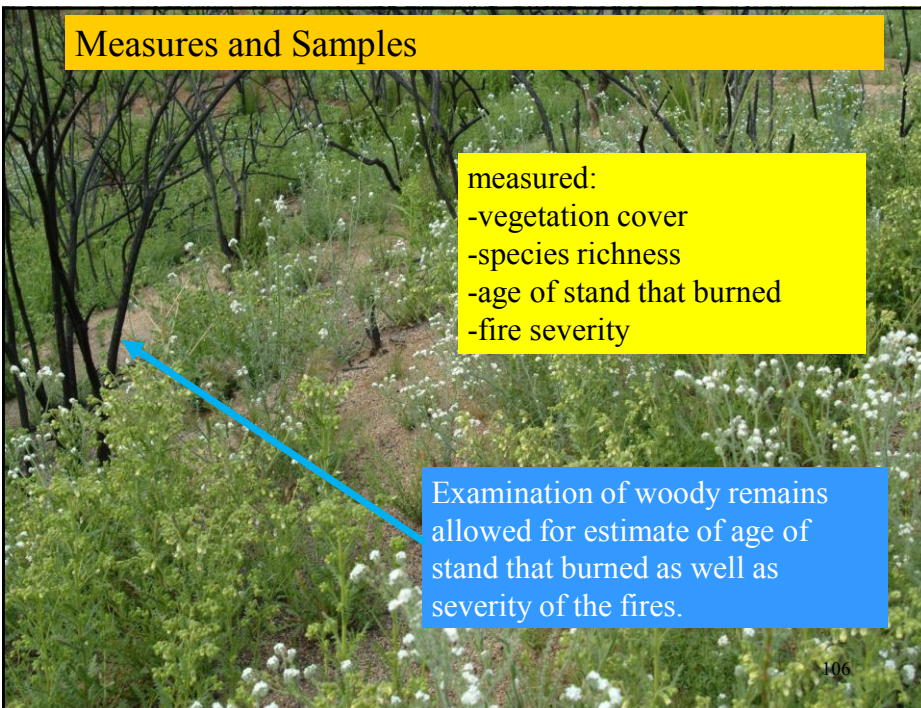 Measures and Samples
measured:
-vegetation cover
-species richness
-age of stand that burned
-fire severity
Examination of woody remains
allowed for estimate of age of
stand that burned as well as
severity of the fires.
106